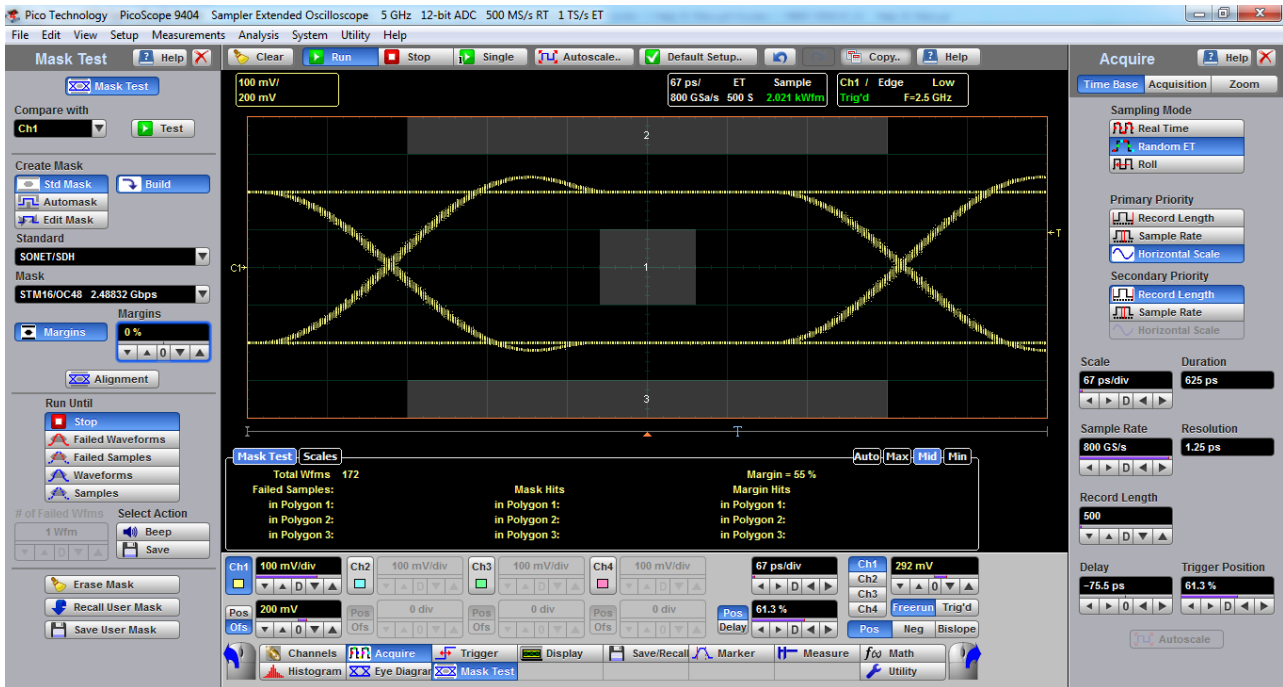 Pico Technology PicoScope 9404 Sampler Extended Oscilloscope 5 GHz 12-bit ADC 500 MS/s RT 1 TS/s ET
File Edit View Setup Measurements Analysis System Utility Help
Mask Test Help
Clear Run Stop Single Autoscale.. Default Setup.. Copy.. Help
Acquire Help
Mask Test
Compare with
Ch1 Test
Create Mask
Std Mask Build
Automask
Edit Mask
Standard
SONET/SDH
Mask
STM16/OC48 2.48832 Gbps
Margins
Margins 0 %
0
Alignment
Run Until
Stop
Failed Waveforms
Failed Samples
Waveforms
Samples
# of Failed Wfms Select Action
1 Wfm Beep
D Save
Erase Mask
Recall User Mask
Save User Mask
100 mV/
200 mV
67 ps/ ET Sample
800 GSa/s 500 S 2.021 kWfm
Ch1 / Edge Low
Trig'd F=2.5 GHz
2
C1
1
T
3
T
Mask Test Scales Auto Max Mid Min
Total Wfms 172 Margin = 55 %
Failed Samples: Mask Hits Margin Hits
in Polygon 1: in Polygon 1: in Polygon 1:
in Polygon 2: in Polygon 2: in Polygon 2:
in Polygon 3: in Polygon 3: in Polygon 3:
Ch1 100 mV/div Ch2 100 mV/div Ch3 100 mV/div Ch4 100 mV/div 67 ps/div Ch1 292 mV
D D D D D Ch2 0
Ch3
Pos 200 mV Pos 0 div Pos 0 div Pos 0 div Pos 61.3 % Ch4 Freerun Trig'd
Ofs 0 Ofs 0 Ofs 0 Ofs 0 Delay D Pos Neg Bislope
Channels Acquire Trigger Display Save/Recall Marker Measure f(x) Math
Histogram Eye Diagram Mask Test Utility
Time Base Acquisition Zoom
Sampling Mode
Real Time
Random ET
Roll
Primary Priority
Record Length
Sample Rate
Horizontal Scale
Secondary Priority
Record Length
Sample Rate
Horizontal Scale
Scale Duration
67 ps/div 625 ps
D
Sample Rate Resolution
800 GS/s 1.25 ps
D
Record Length
500
D
Delay Trigger Position
-75.5 ps 61.3 %
0 D
Autoscale